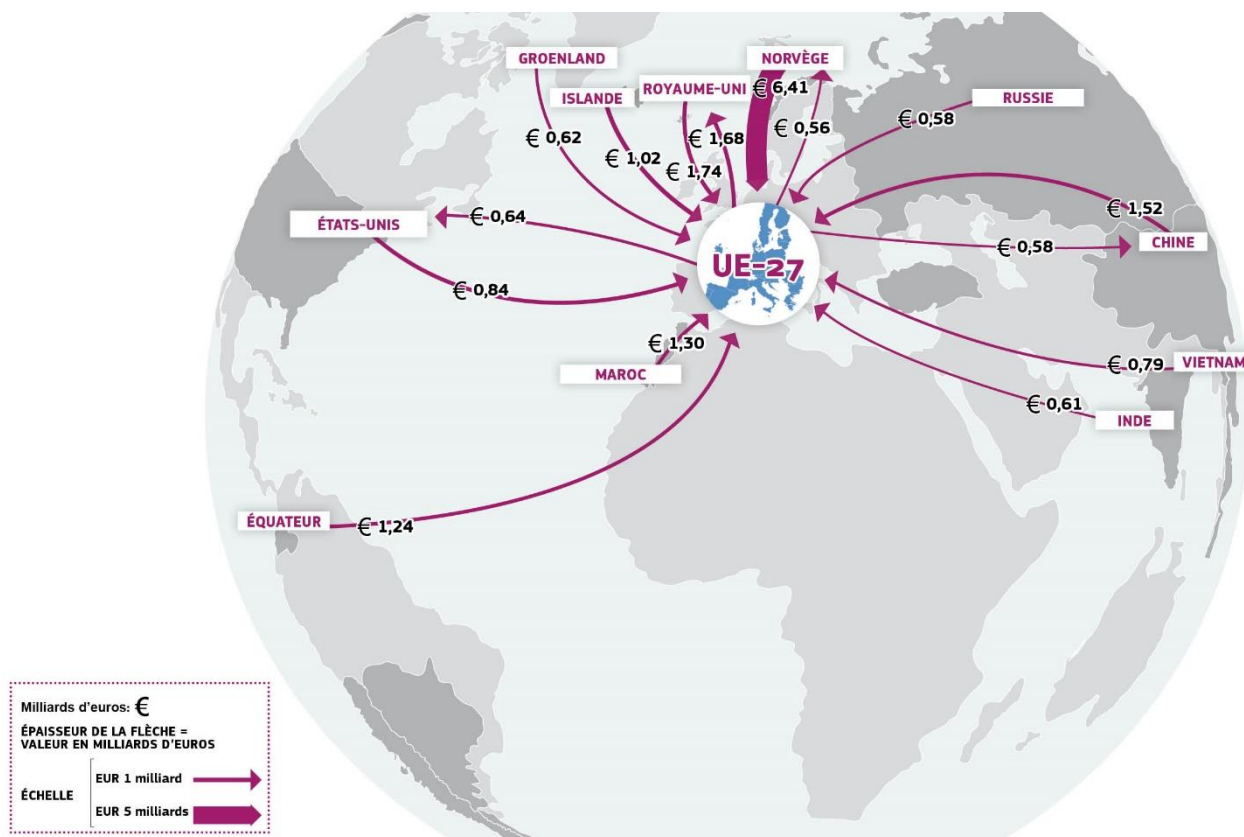 GROENLAND
NORVÈGE
ISLANDE
ROYAUME-UNI
€ 6,41
RUSSIE
€ 0,62
€ 0,56
€ 0,58
€ 1,02
€ 1,68
€ 1,74
€ 0,64
ÉTATS-UNIS
€ 1,52
CHINE
€ 0,58
UE-27
€ 0,84
€ 1,30
MAROC
€ 0,79
VIETNAM
€ 0,61
INDE
ÉQUATEUR
€ 1,24
Milliards d'euros: €
ÉPAISSEUR DE LA FLÈCHE =
VALEUR EN MILLIARDS D'EUROS
ÉCHELLE
EUR 1 milliard
EUR 5 milliards